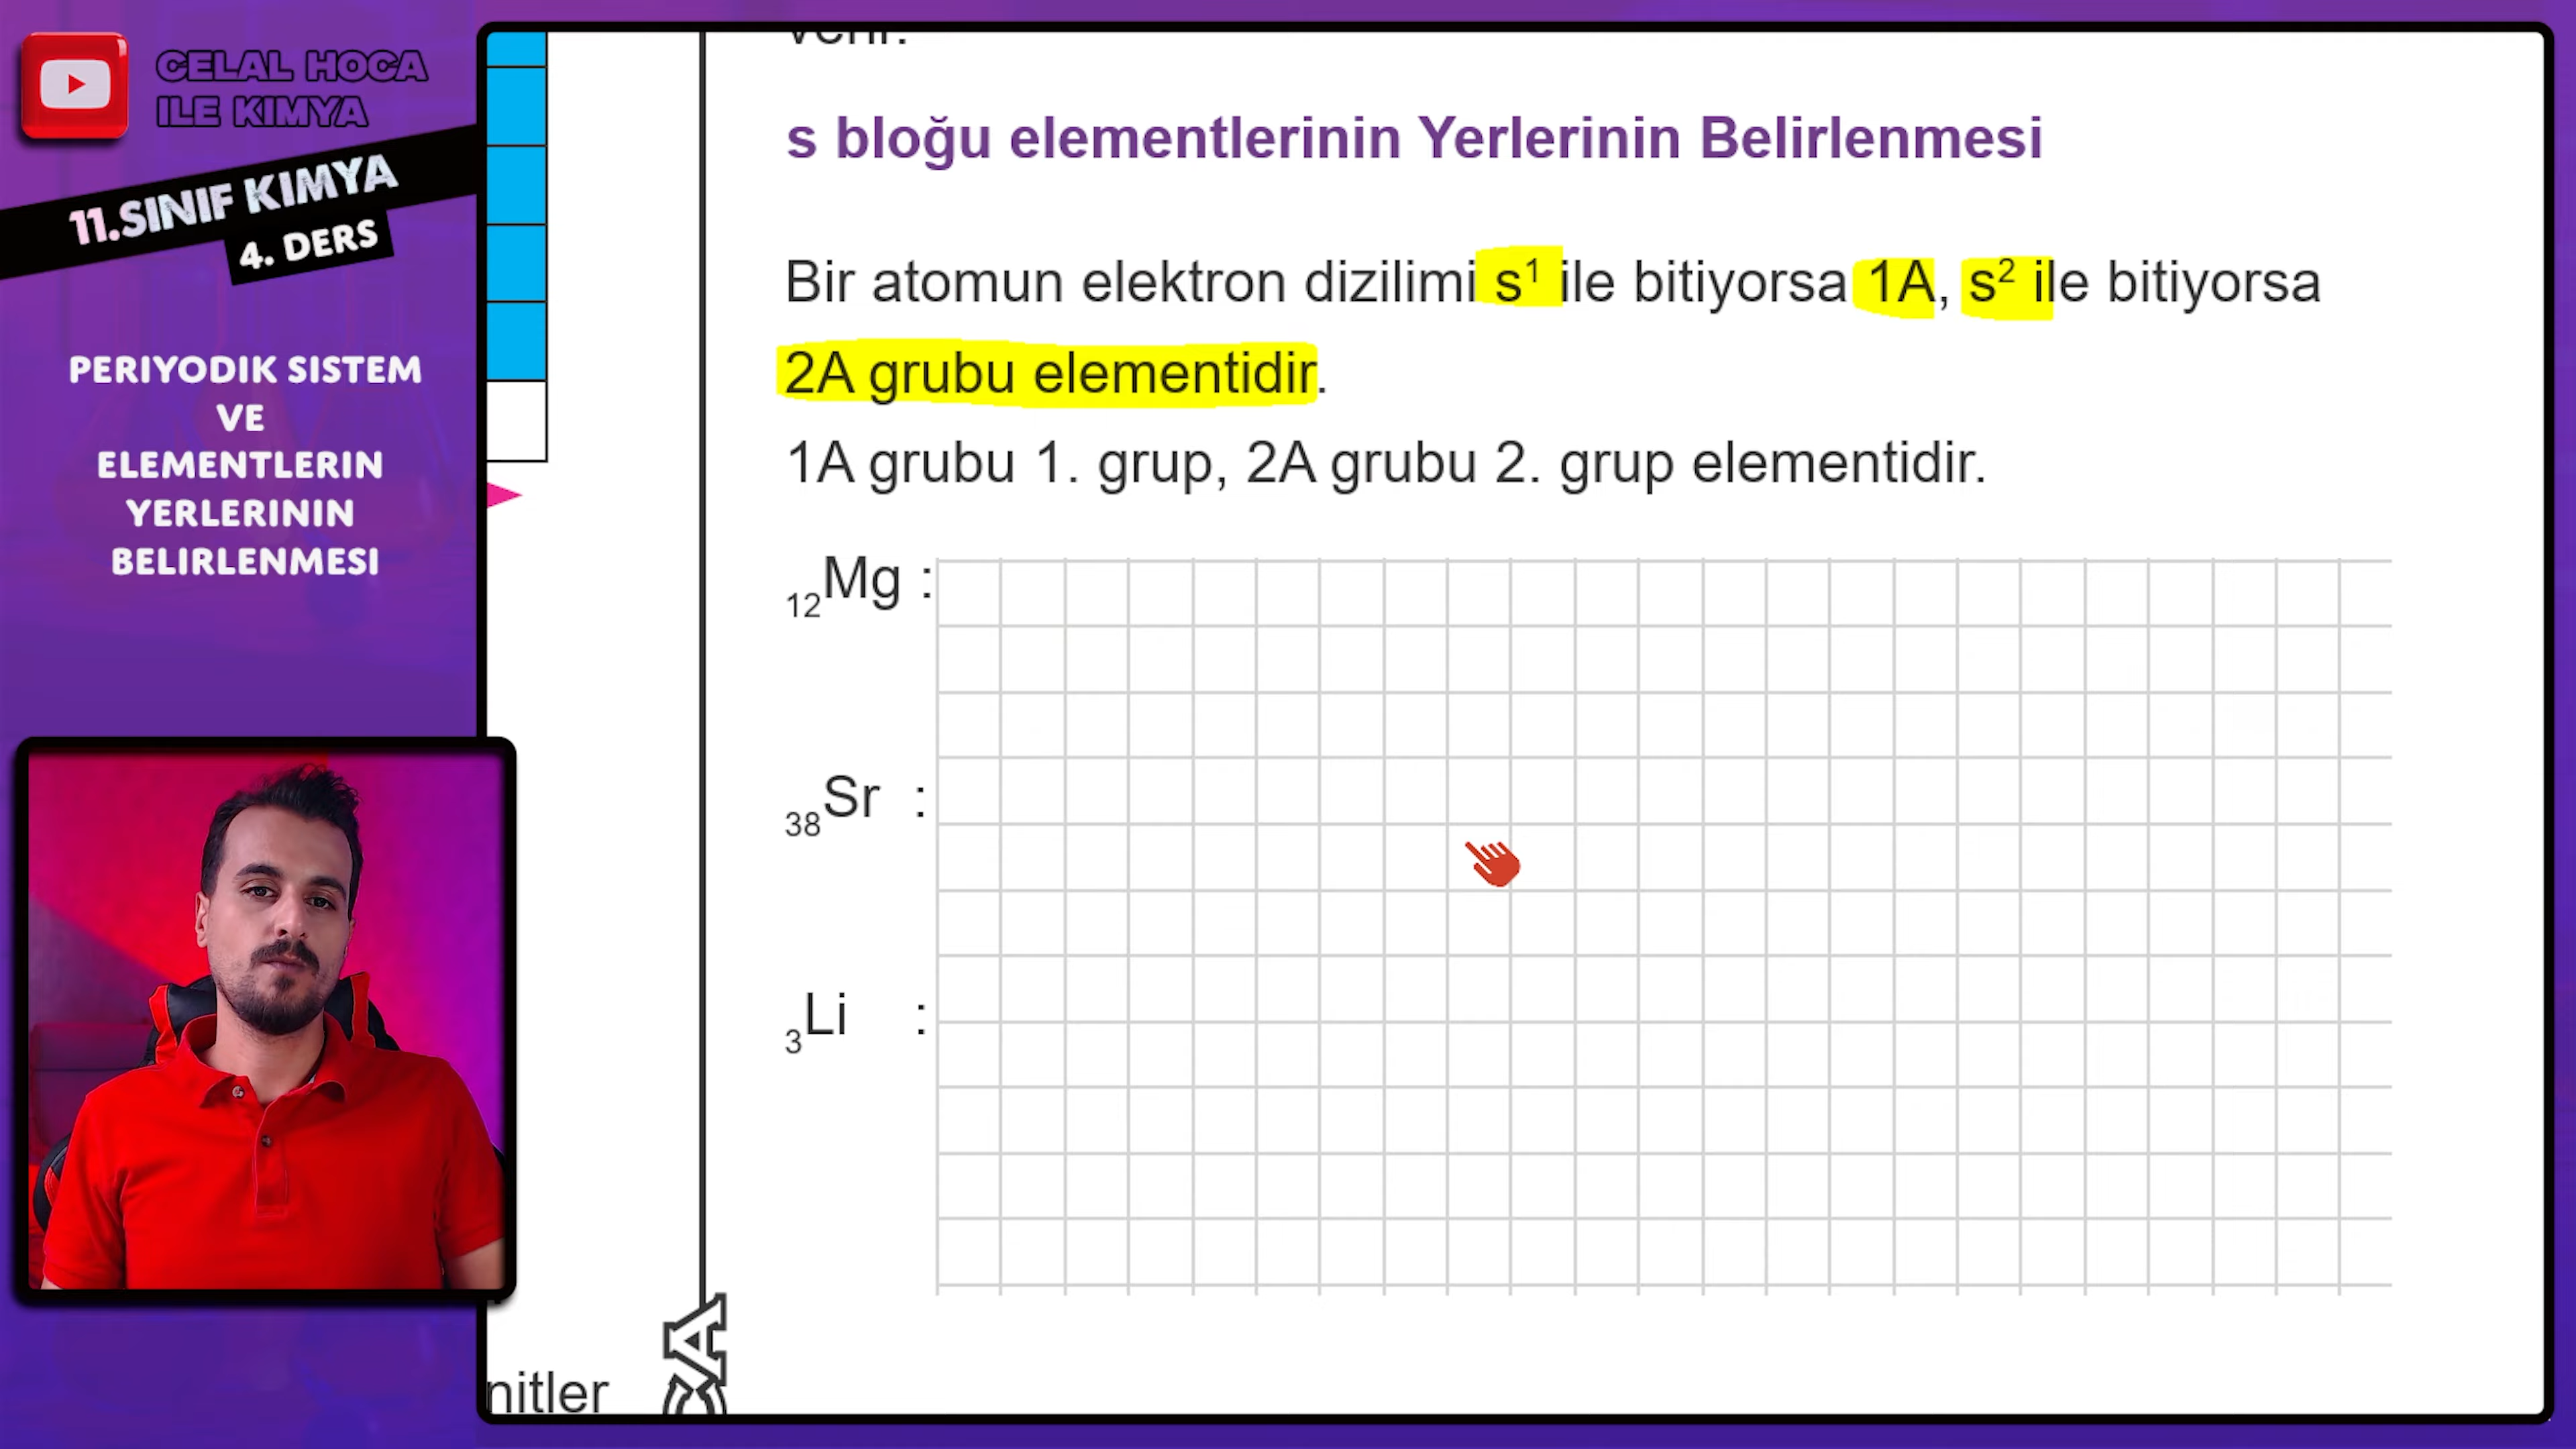 CELAL HOCA
ILE KIMYA
11.SINIF KIMYA
4. DERS
PERIYODIK SISTEM
VE
ELEMENTLERIN
YERLERININ
BELIRLENMESI
s bloğu elementlerinin Yerlerinin Belirlenmesi
Bir atomun elektron dizilimi s¹ ile bitiyorsa 1A, s² ile bitiyorsa
2A grubu elementidir.
1A grubu 1. grup, 2A grubu 2. grup elementidir.
₁₂Mg :
₃₈Sr :
₃Li :
nitler